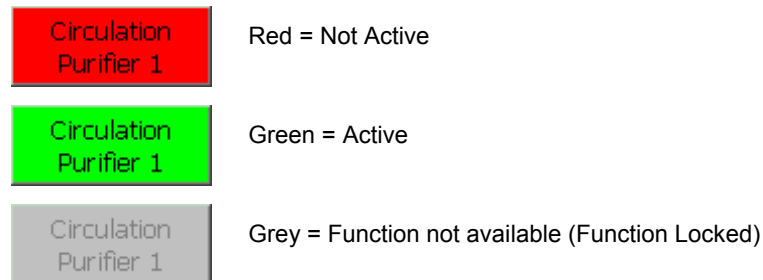 Circulation
Purifier 1
Red = Not Active
Circulation
Purifier 1
Green = Active
Circulation
Purifier 1
Grey = Function not available (Function Locked)